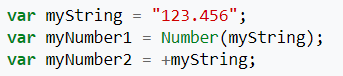 var myString = "123.456";
var myNumber1 = Number(myString);
var myNumber2 = +myString;